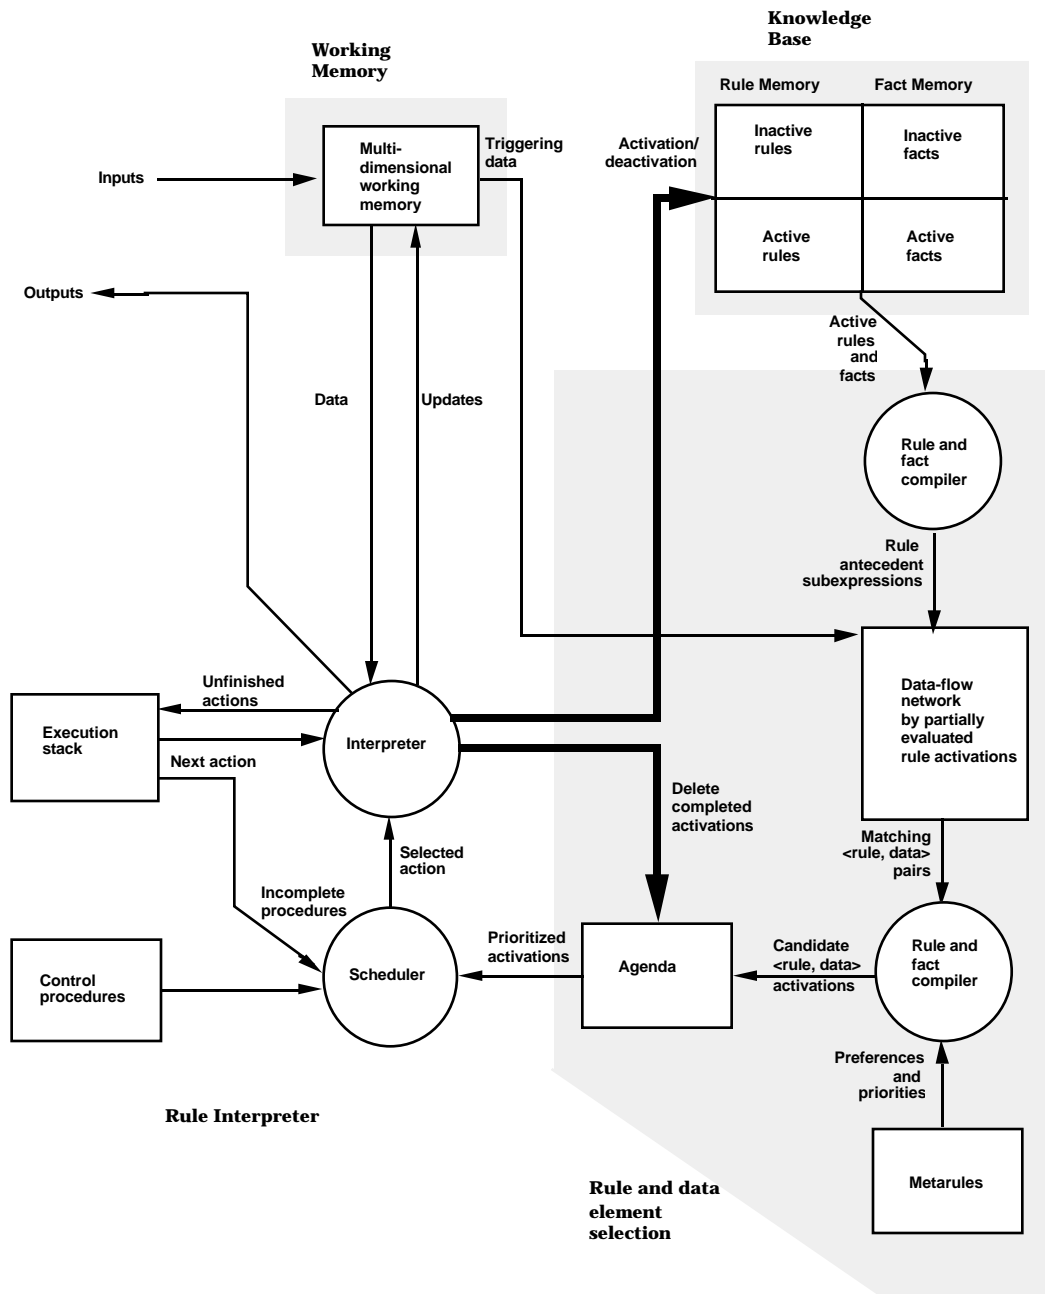 Knowledge
Base
Working
Memory
Rule Memory
Fact Memory
Multi-
dimensional
working
memory
Triggering
data
Activation/
deactivation
Inactive
rules
Inactive
facts
Inputs
Active
rules
Active
facts
Outputs
Active
rules
and
facts
Data
Updates
Rule and
fact
compiler
Rule
antecedent
subexpressions
Unfinished
actions
Execution
stack
Interpreter
Data-flow
network
by partially
evaluated
rule activations
Next action
Delete
completed
activations
Selected
action
Matching
<rule, data>
pairs
Incomplete
procedures
Prioritized
activations
Candidate
<rule, data>
activations
Rule and
fact
compiler
Control
procedures
Scheduler
Agenda
Preferences
and
priorities
Rule Interpreter
Metarules
Rule and data
element
selection